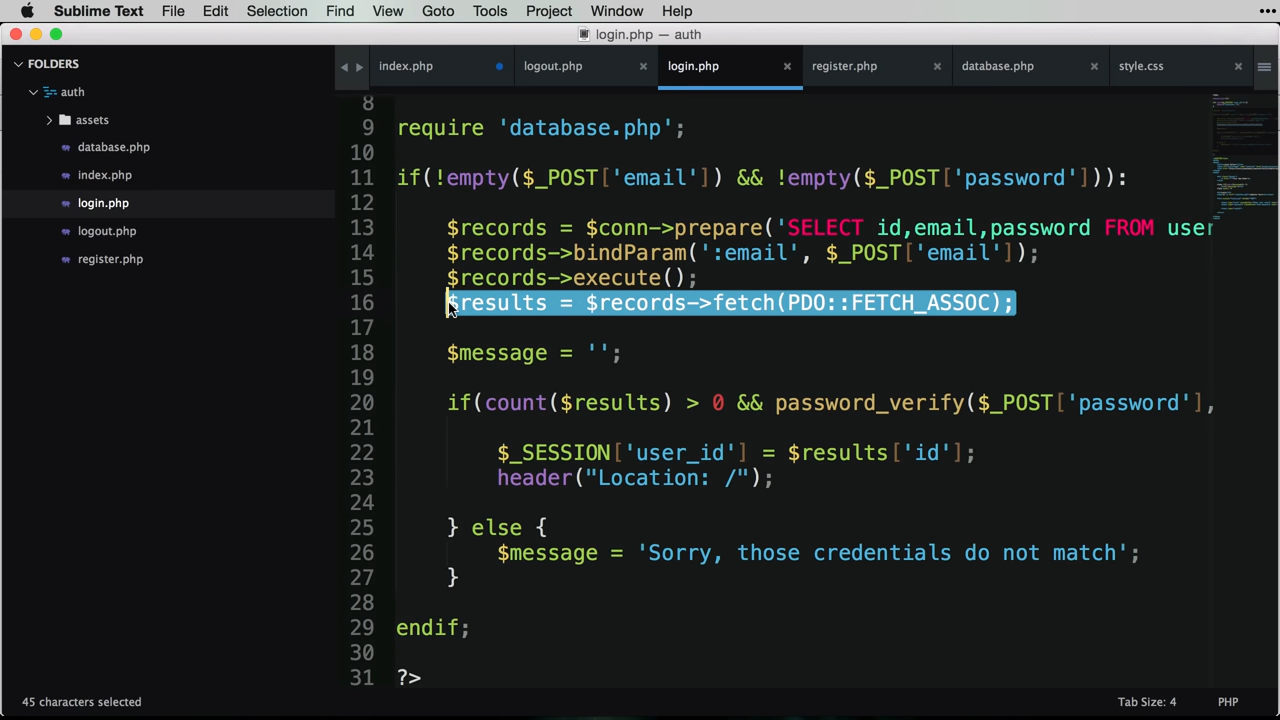 Sublime Text File Edit Selection Find View Goto Tools Project Window Help
login.php — auth
FOLDERS
auth
assets
database.php
index.php
login.php
logout.php
register.php
index.php logout.php login.php register.php database.php style.css
8
9 require 'database.php';
10
11 if(!empty($_POST['email']) && !empty($_POST['password'])):
12
13 $records = $conn->prepare('SELECT id,email,password FROM user
14 $records->bindParam(':email', $_POST['email']);
15 $records->execute();
16 $results = $records->fetch(PDO::FETCH_ASSOC);
17
18 $message = '';
19
20 if(count($results) > 0 && password_verify($_POST['password'],
21
22 $_SESSION['user_id'] = $results['id'];
23 header("Location: /");
24
25 } else {
26 $message = 'Sorry, those credentials do not match';
27 }
28
29 endif;
30
31 ?>
45 characters selected Tab Size: 4 PHP